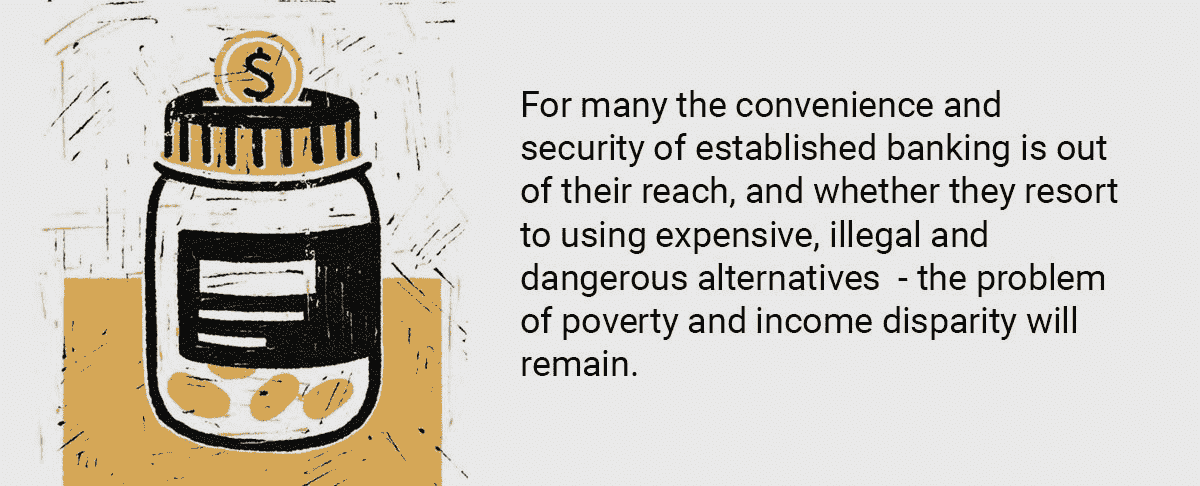 $
For many the convenience and
security of established banking is out
of their reach, and whether they resort
to using expensive, illegal and
dangerous alternatives  - the problem
of poverty and income disparity will
remain.